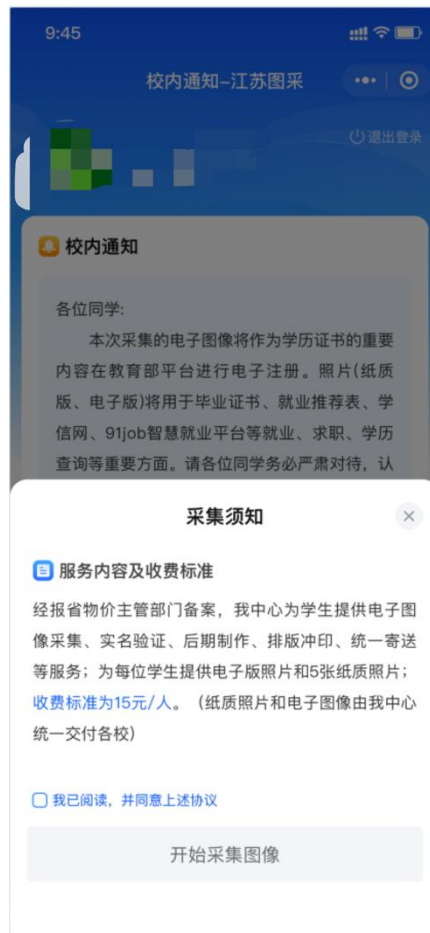 9:45
校内通知-江苏图采
退出登录
校内通知
各位同学:
本次采集的电子图像将作为学历证书的重要
内容在教育部平台进行电子注册。照片(纸质
版、电子版)将用于毕业证书、就业推荐表、学
信网、91job智慧就业平台等就业、求职、学历
查询等重要方面。请各位同学务必严肃对待，认
采集须知
服务内容及收费标准
经报省物价主管部门备案，我中心为学生提供电子图
像采集、实名验证、后期制作、排版冲印、统一寄送
等服务；为每位学生提供电子版照片和5张纸质照片；
收费标准为15元/人。（纸质照片和电子图像由我中心
统一交付各校）
我已阅读，并同意上述协议
开始采集图像